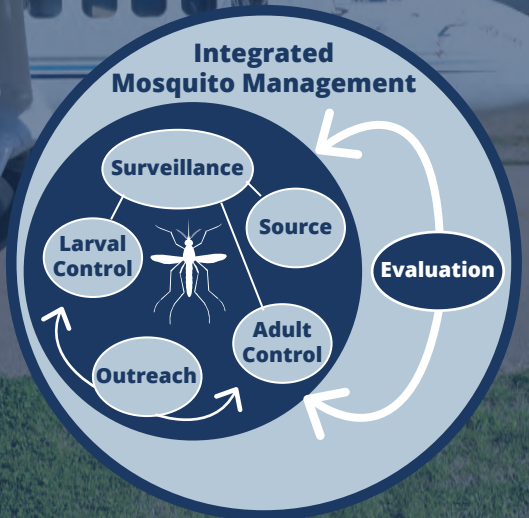 Integrated
Mosquito Management
Surveillance
Source
Larval
Control
Evaluation
Adult
Control
Outreach